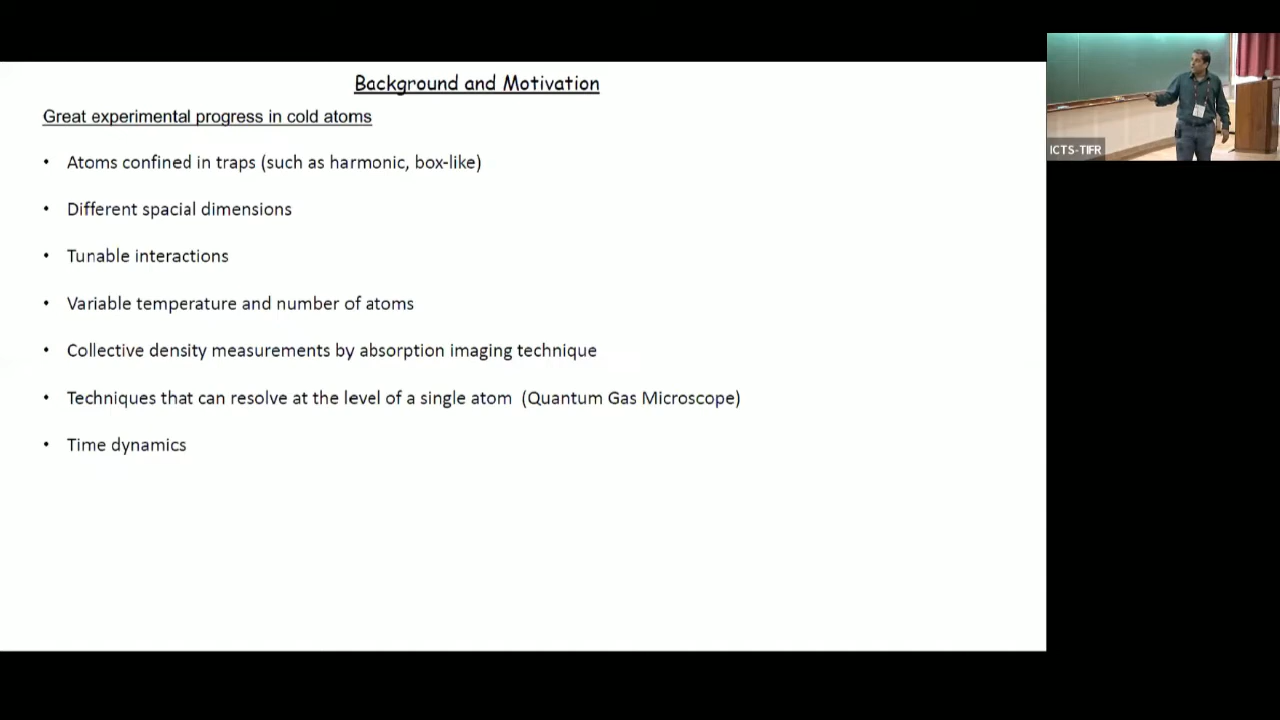 Background and Motivation
Great experimental progress in cold atoms
• Atoms confined in traps (such as harmonic, box-like)
• Different spacial dimensions
• Tunable interactions
• Variable temperature and number of atoms
• Collective density measurements by absorption imaging technique
• Techniques that can resolve at the level of a single atom (Quantum Gas Microscope)
• Time dynamics
ICTS-TIFR